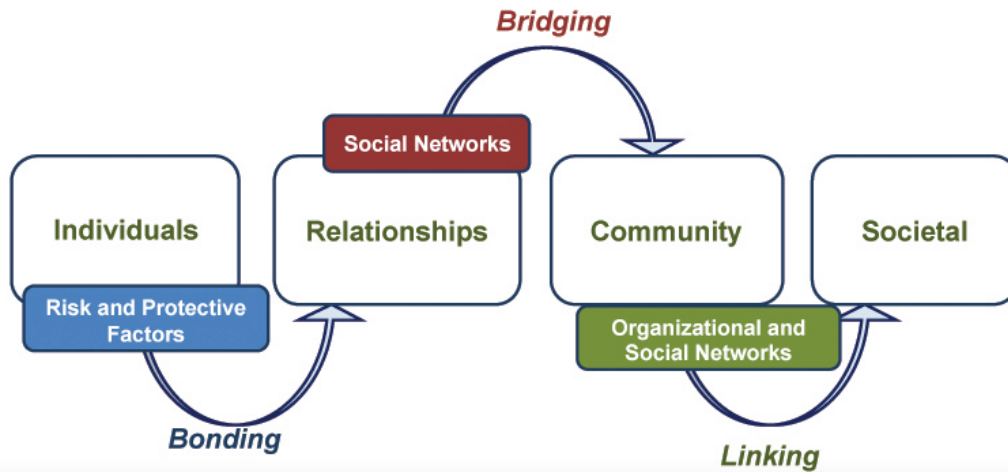 Bridging
Social Networks
Individuals
Relationships
Community
Societal
Risk and Protective
Factors
Organizational and
Social Networks
Bonding
Linking